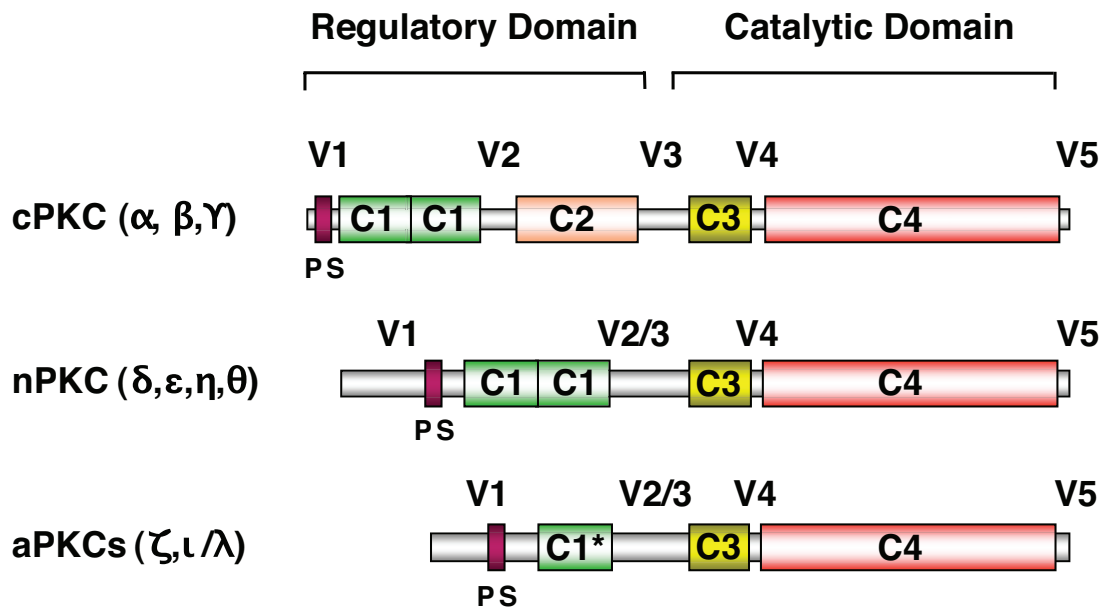 Regulatory Domain Catalytic Domain
V1 V2 V3 V4 V5
cPKC (α, β,ϒ) C1 C1 C2 C3 C4
PS
V1 V2/3 V4 V5
nPKC (δ,ε,η,θ) C1 C1 C3 C4
PS
V1 V2/3 V4 V5
aPKCs (ζ,ι/λ) C1* C3 C4
PS